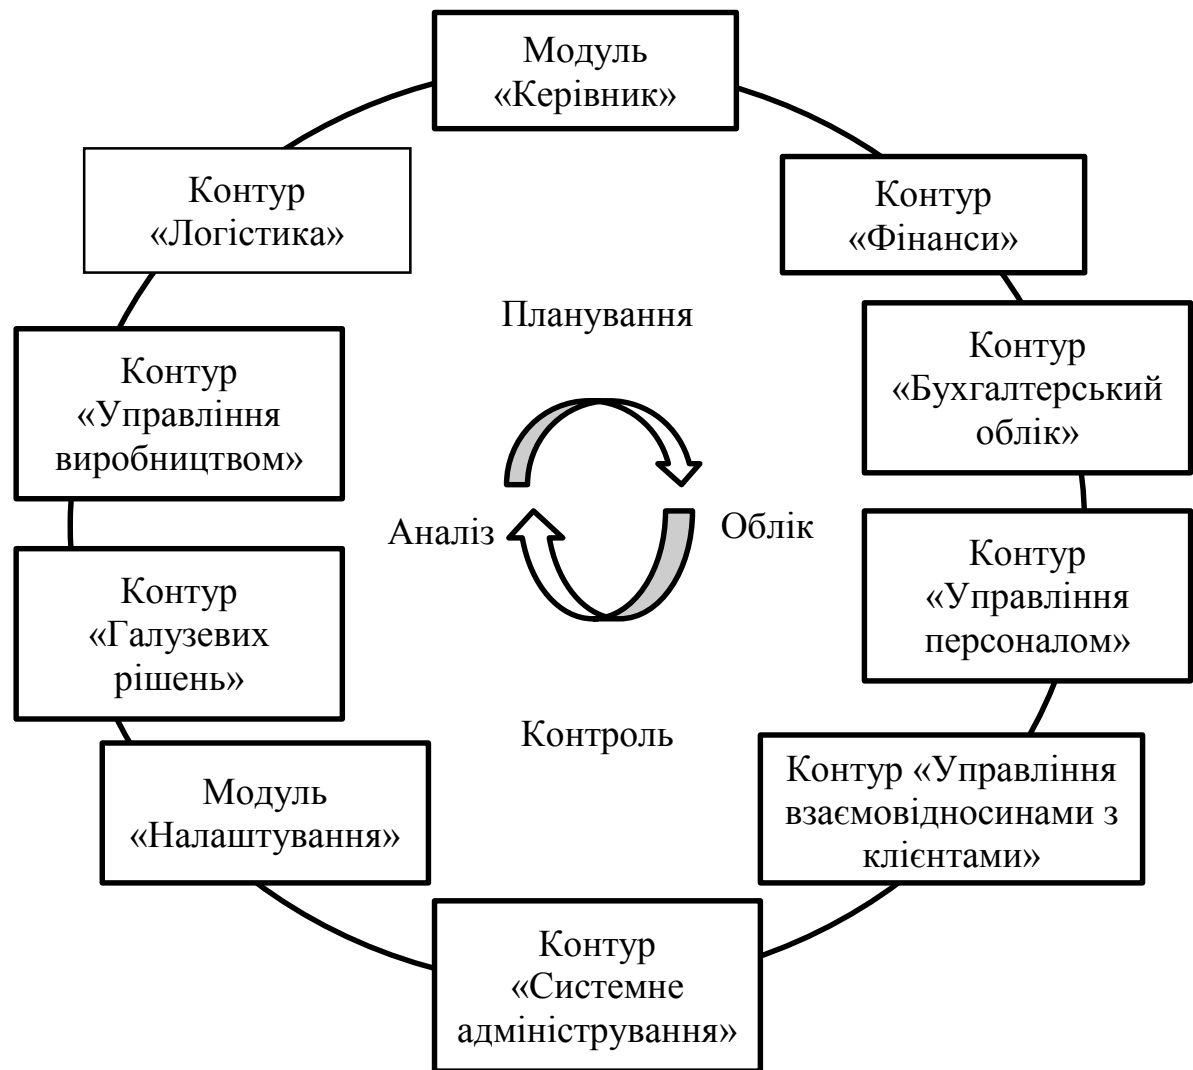 Модуль
«Керівник»
Контур
«Логістика»
Контур
«Фінанси»
Планування
Контур
«Управління
виробництвом»
Контур
«Бухгалтерський
облік»
Аналіз
Облік
Контур
«Галузевих
рішень»
Контур
«Управління
персоналом»
Контроль
Модуль
«Налаштування»
Контур «Управління
взаємовідносинами з
клієнтами»
Контур
«Системне
адміністрування»